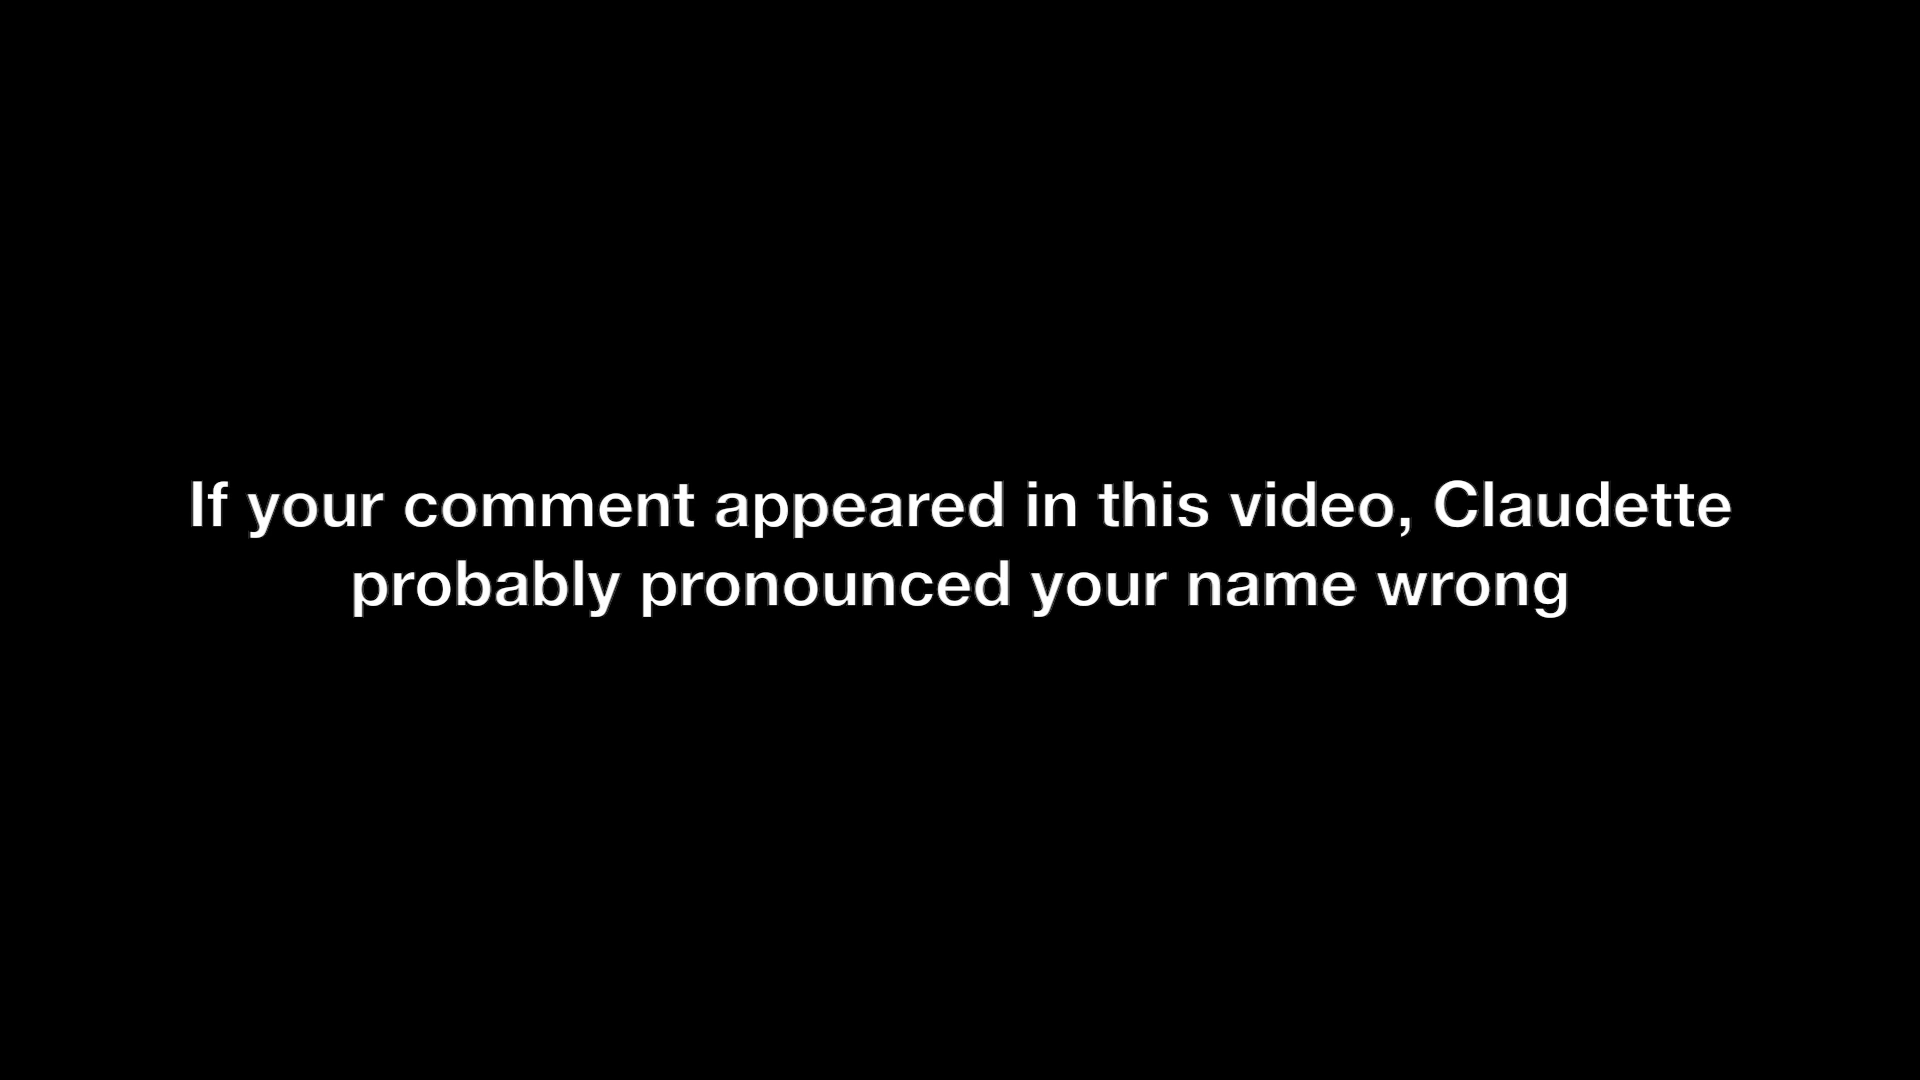 If your comment appeared in this video, Claudette
probably pronounced your name wrong